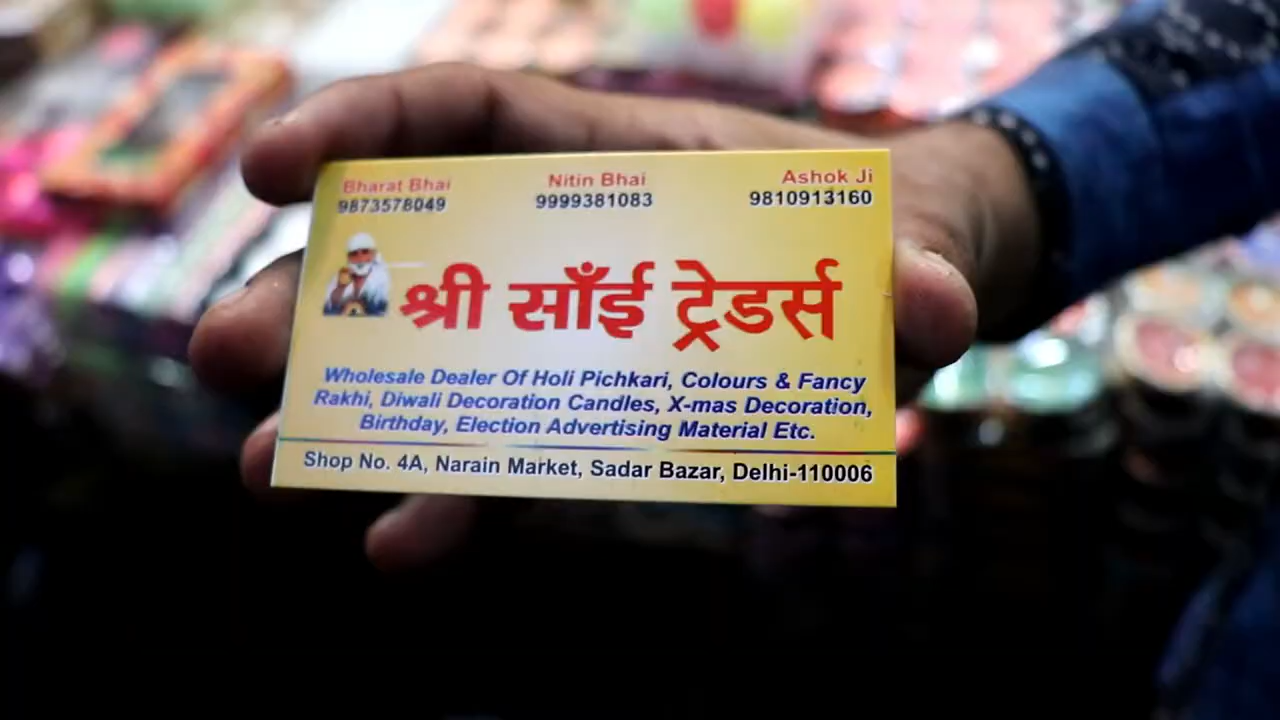 Bharat Bhai Nitin Bhai Ashok Ji
9873578049 9999381083 9810913160
श्री साँई ट्रेडर्स
Wholesale Dealer Of Holi Pichkari, Colours & Fancy
Rakhi, Diwali Decoration Candles, X-mas Decoration,
Birthday, Election Advertising Material Etc.
Shop No. 4A, Narain Market, Sadar Bazar, Delhi-110006